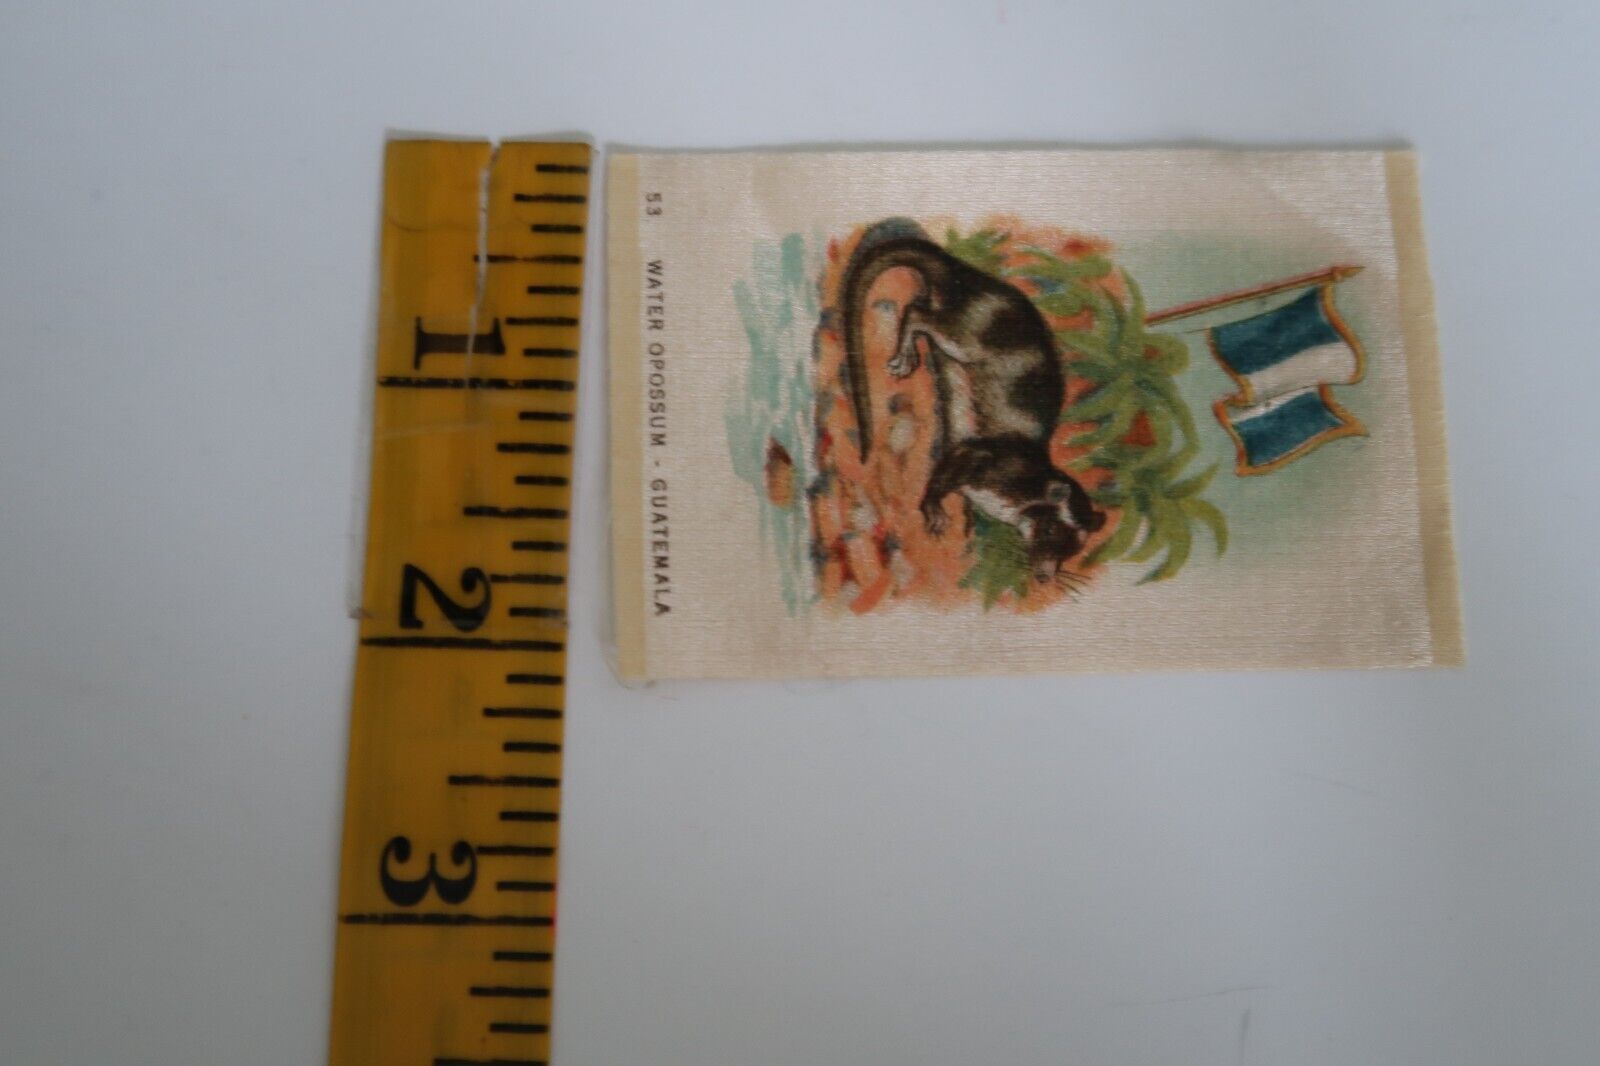 1
2
3
53 WATER OPOSSUM - GUATEMALA